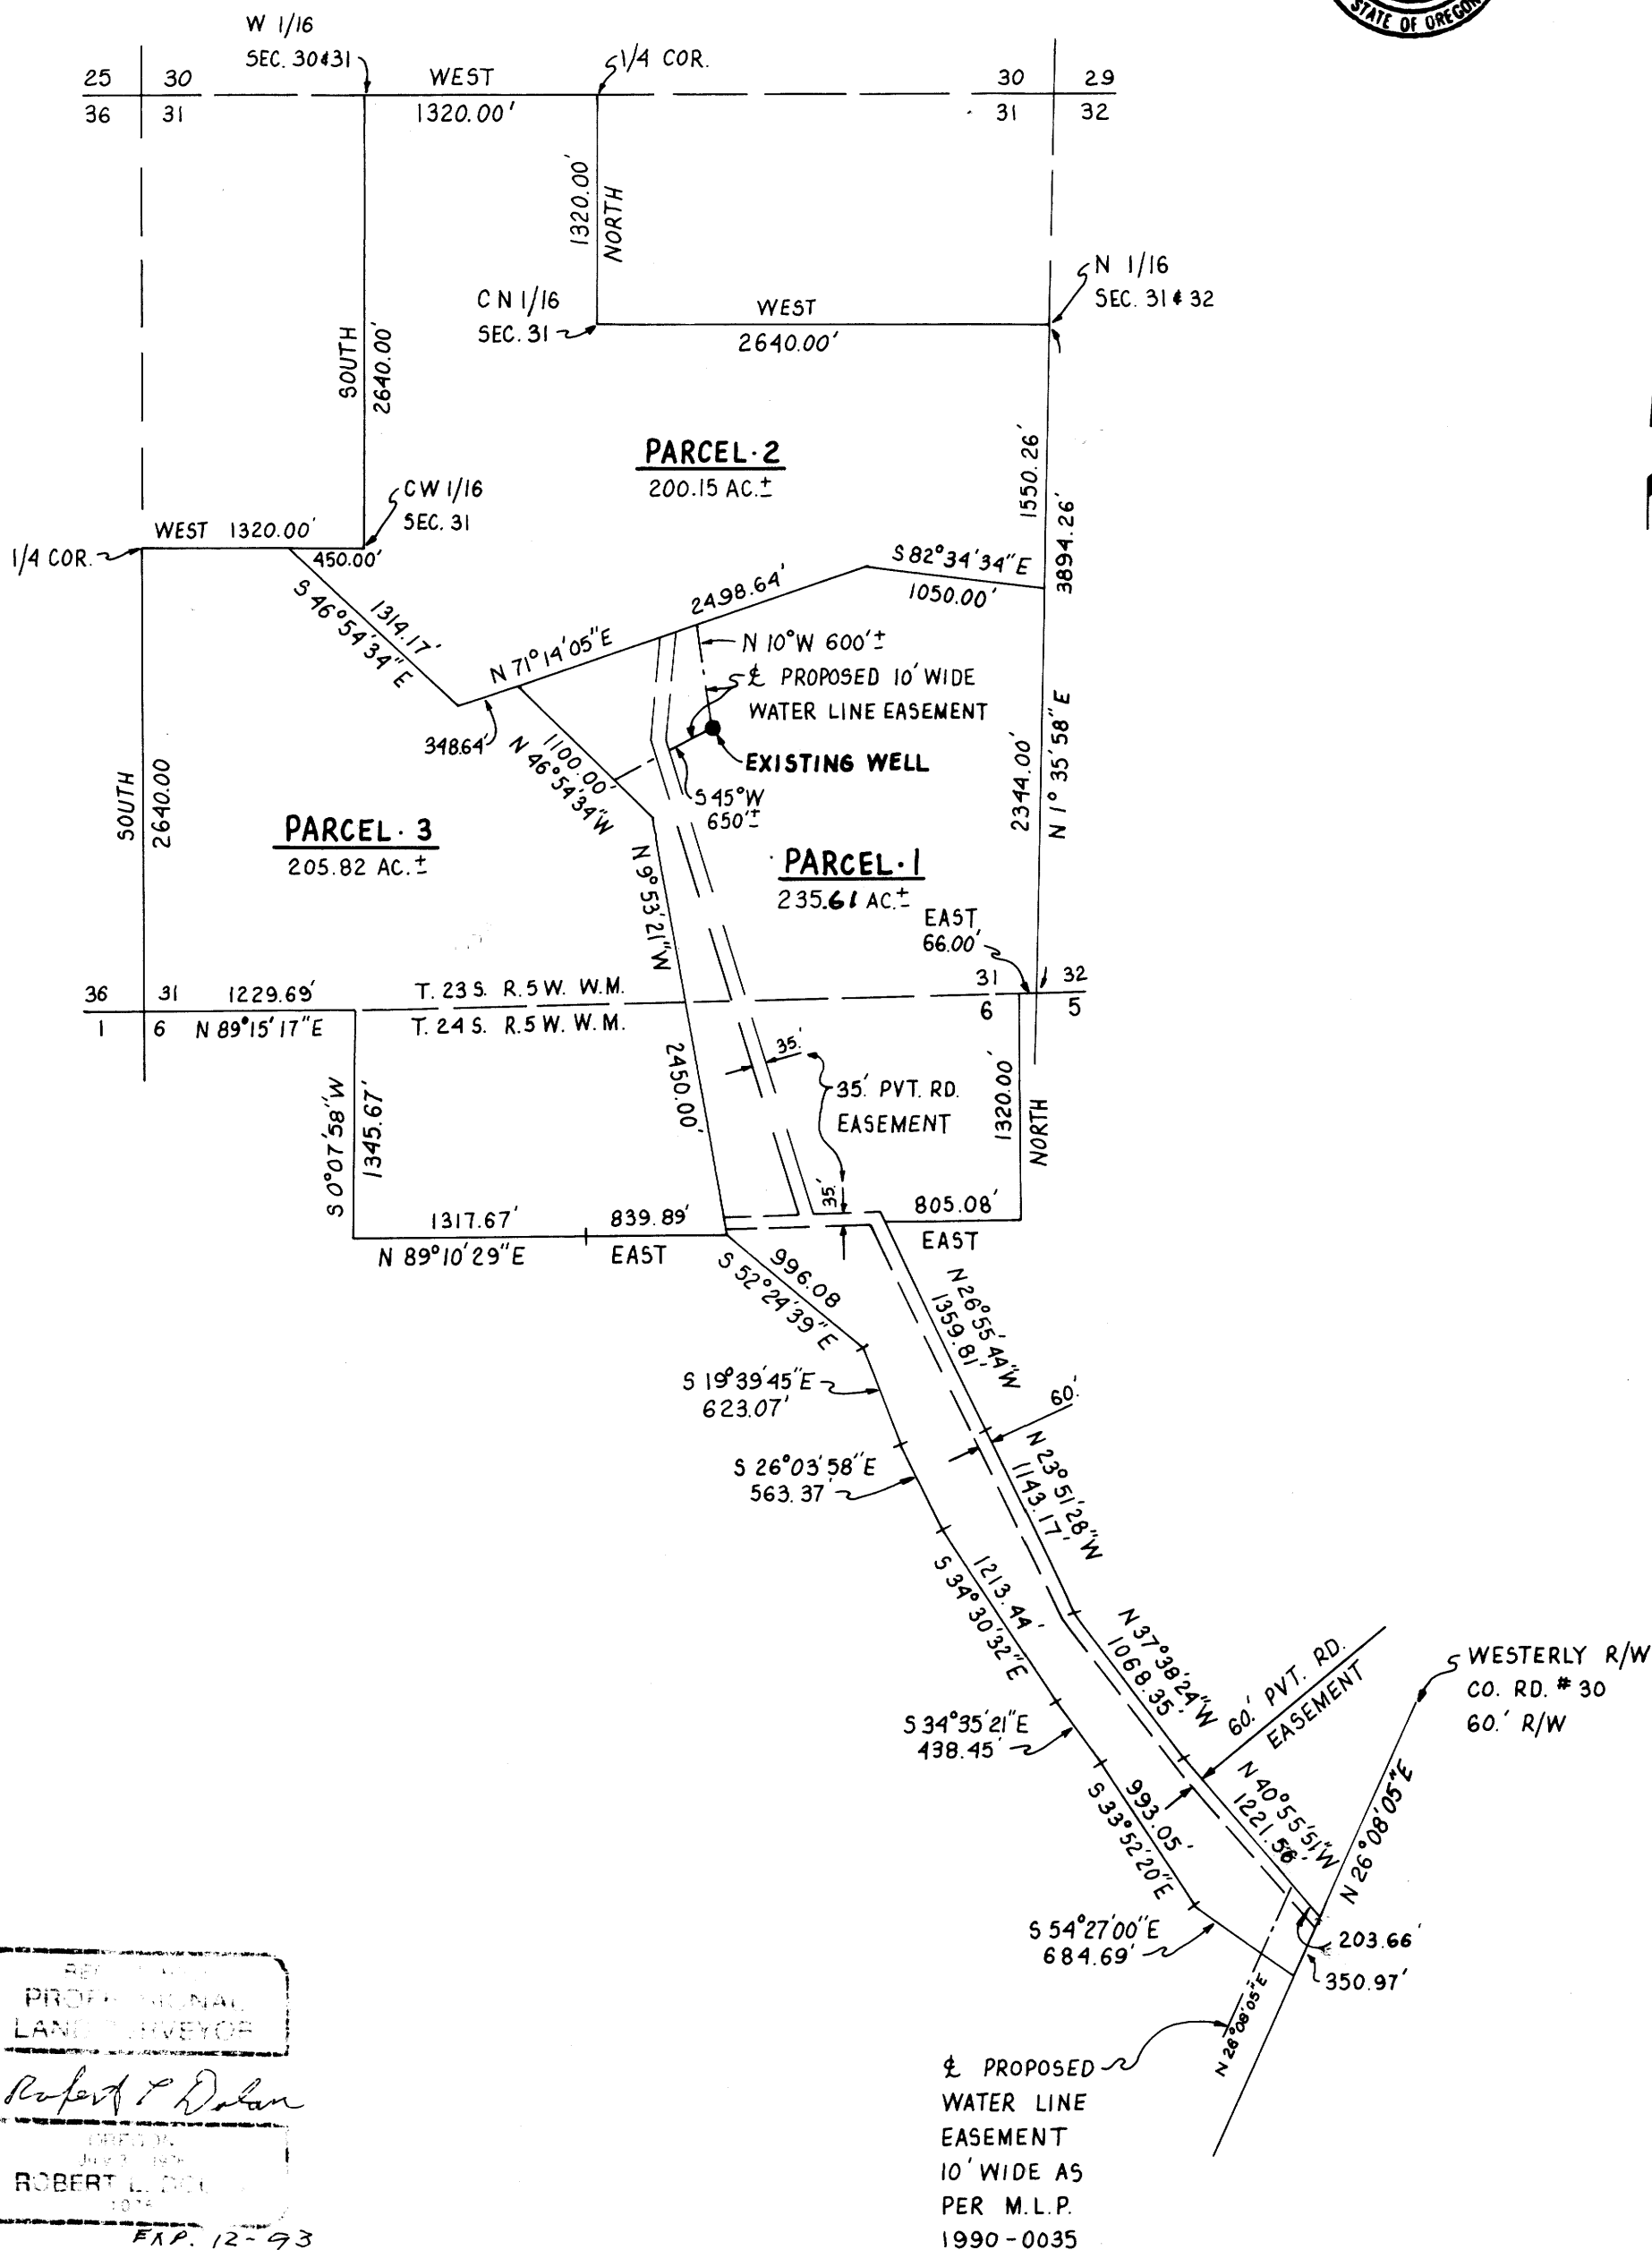 STATE OF OREGON
W 1/16
SEC. 30&31
1/4 COR.
25 30
WEST
30 29
36 31
1320.00'
31 32
1320.00'
NORTH
N 1/16
SEC. 31 & 32
C N 1/16
SEC. 31
WEST
2640.00'
SOUTH
2640.00'
PARCEL · 2
200.15 AC.±
1550.26'
3894.26'
CW 1/16
SEC. 31
WEST 1320.00'
1/4 COR.
450.00'
S 82°34'34"E
1050.00'
2498.64'
N 71°14'05"E
1314.17'
S 46°54'34"E
348.64'
N 10°W 600'±
℄ PROPOSED 10' WIDE
WATER LINE EASEMENT
EXISTING WELL
S 45°W
650'±
1100.00'
N 46°54'34"W
2344.00'
N 1°35'58"E
SOUTH
2640.00
PARCEL · 3
205.82 AC.±
PARCEL · 1
235.61 AC.±
N 9°53'21"W
EAST
66.00'
36 31
1229.69'
T. 23 S. R. 5 W. W.M.
31 32
1 6
N 89°15'17"E
T. 24 S. R. 5 W. W.M.
6 5
2450.00'
35.'
35.' PVT. RD.
EASEMENT
1320.00'
NORTH
S 0°07'58"W
1345.67'
35.'
1317.67'
839.89'
805.08'
N 89°10'29"E
EAST
EAST
996.08
S 52°24'39"E
N 26°55'44"W
1359.81'
S 19°39'45"E
623.07'
60.'
S 26°03'58"E
563.37'
N 23°51'28"W
1143.17'
1213.44'
S 34°30'32"E
N 37°38'24"W
1068.35'
60.' PVT. RD.
EASEMENT
WESTERLY R/W
CO. RD. # 30
60.' R/W
S 34°35'21"E
438.45'
N 40°55'51"W
1221.56'
N 26°08'05"E
993.05'
S 33°52'20"E
S 54°27'00"E
684.69'
203.66'
350.97'
N 26°08'05"E
℄ PROPOSED
WATER LINE
EASEMENT
10' WIDE AS
PER M.L.P.
1990-0035
PROFESSIONAL
LAND SURVEYOR
OREGON
ROBERT L.
EXP. 12-93